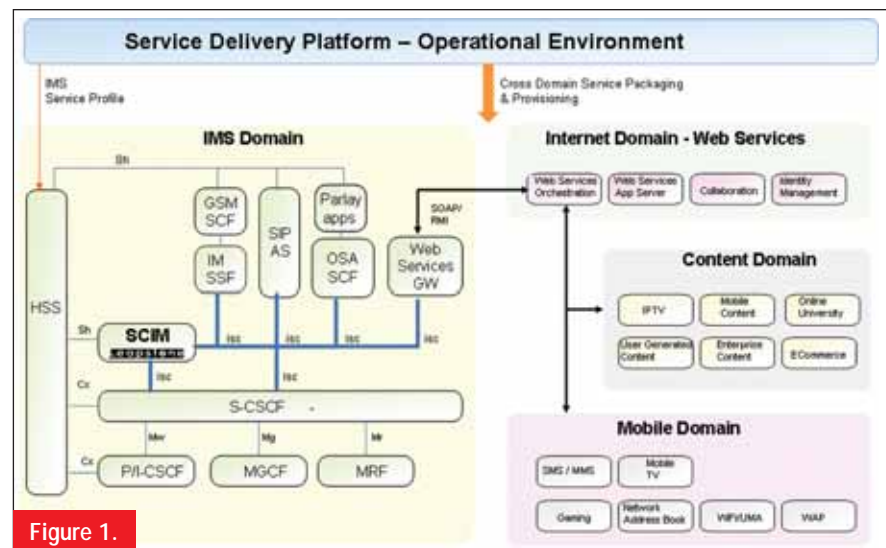 Service Delivery Platform – Operational Environment
IMS
Service Profile
Cross Domain Service Packaging
& Provisioning
IMS Domain
Sh
HSS
GSM
SCF
IM
SSF
SIP
AS
Parlay
apps
OSA
SCF
SOAP/
RMI
Web
Services
GW
Sh
SCIM
Leapstone
isc
isc
isc
isc
isc
isc
Cx
S-CSCF
Mw
Mg
Mr
Cx
P/I-CSCF
MGCF
MRF
Internet Domain - Web Services
Web Services
Orchestration
Web Services
App Server
Collaboration
Identity
Management
Content Domain
IPTV
Mobile
Content
Online
University
User Generated
Content
Enterprise
Content
ECommerce
Mobile Domain
SMS / MMS
Mobile
TV
Gaming
Network
Address Book
WiFi/UMA
WAP
Figure 1.